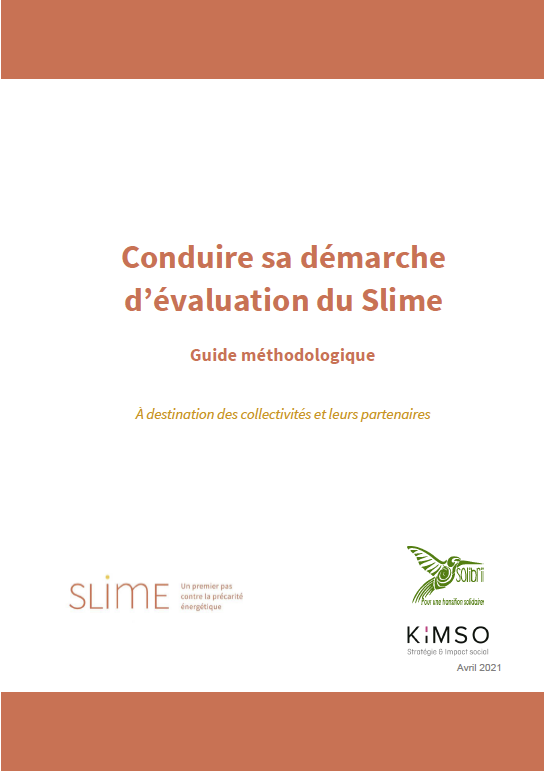 Conduire sa démarche
d’évaluation du Slime
Guide méthodologique
À destination des collectivités et leurs partenaires
SLiME
Un premier pas
contre la précarité
énergétique
SOlibri
Pour une transition solidaire
KiMSO
Stratégie & Impact social
Avril 2021